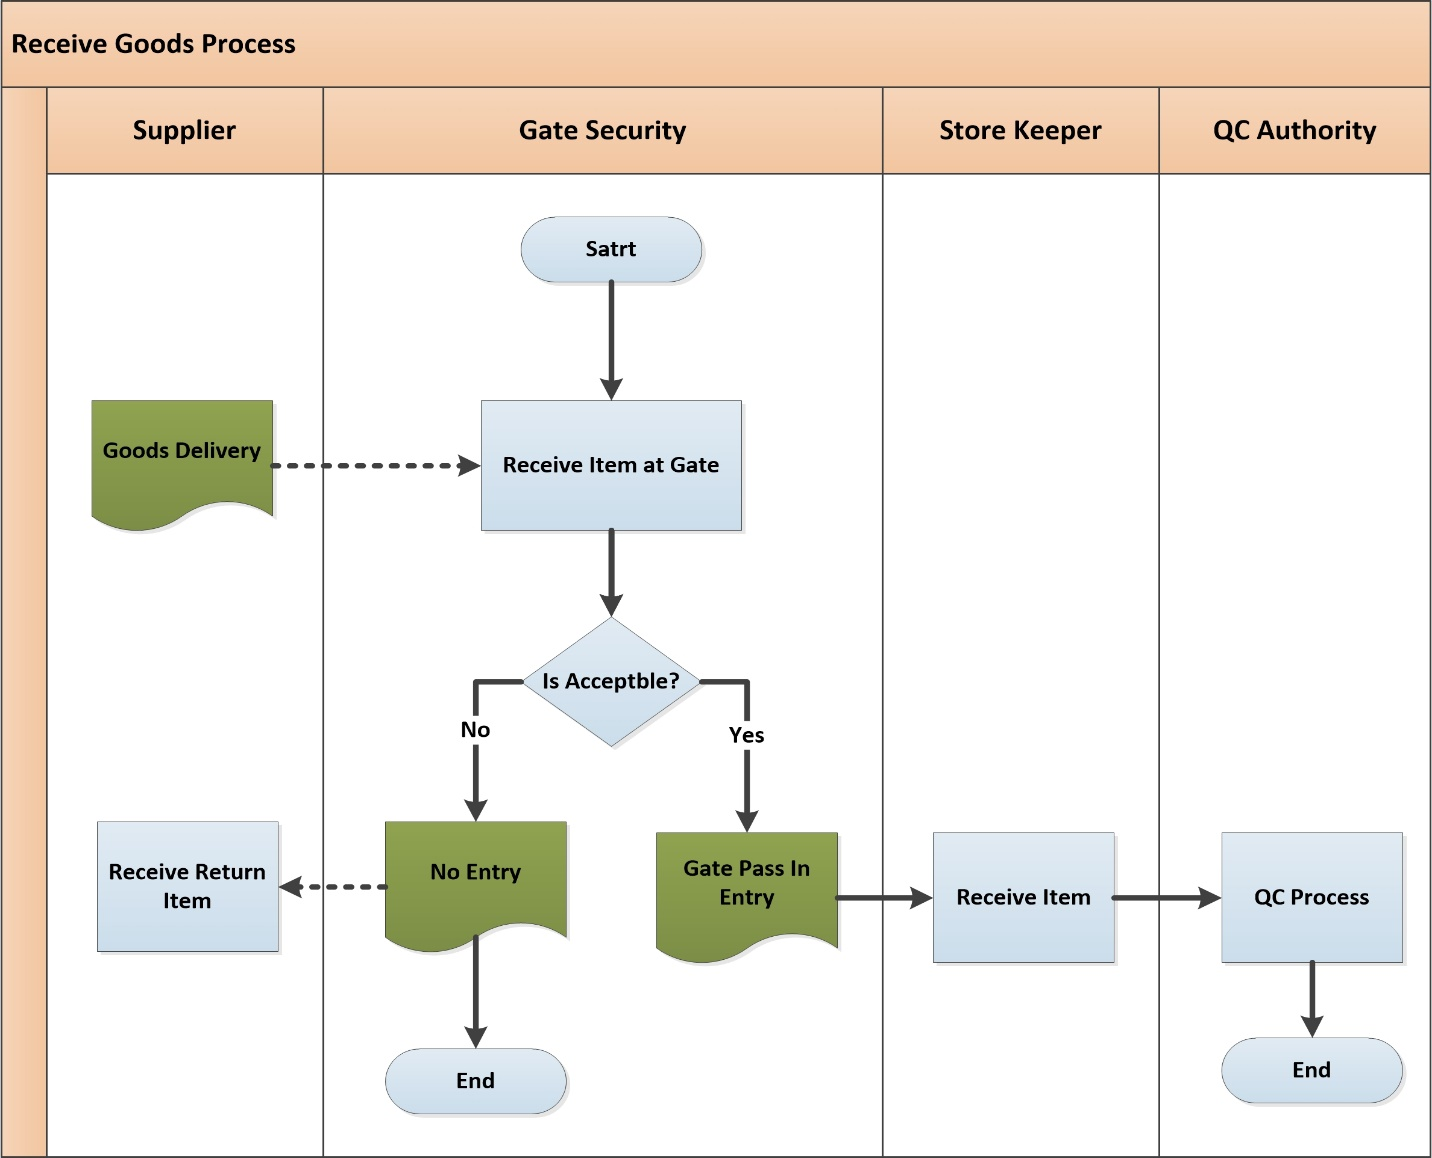 Receive Goods Process
Supplier
Gate Security
Store Keeper
QC Authority
Satrt
Goods Delivery
Receive Item at Gate
Is Acceptble?
No
Yes
Receive Return
Item
No Entry
Gate Pass In
Entry
Receive Item
QC Process
End
End